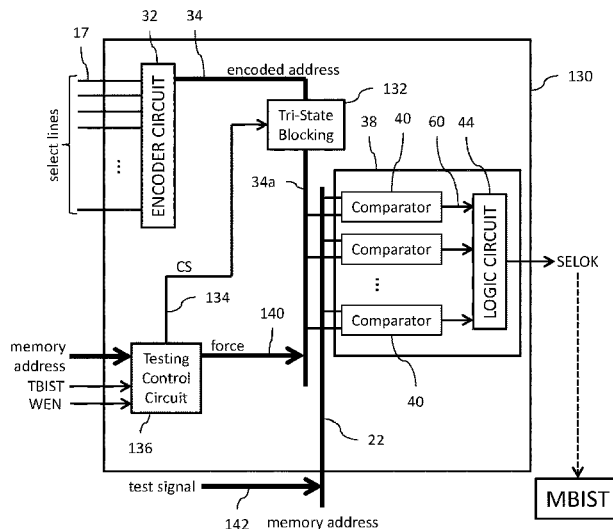 17
32
34
encoded address
132
130
select lines
...
ENCODER CIRCUIT
Tri-State
Blocking
38
40
60
44
34a
Comparator
Comparator
...
Comparator
LOGIC CIRCUIT
SELOK
CS
134
140
memory
address
TBIST
WEN
Testing
Control
Circuit
force
136
40
22
test signal
142
memory address
MBIST